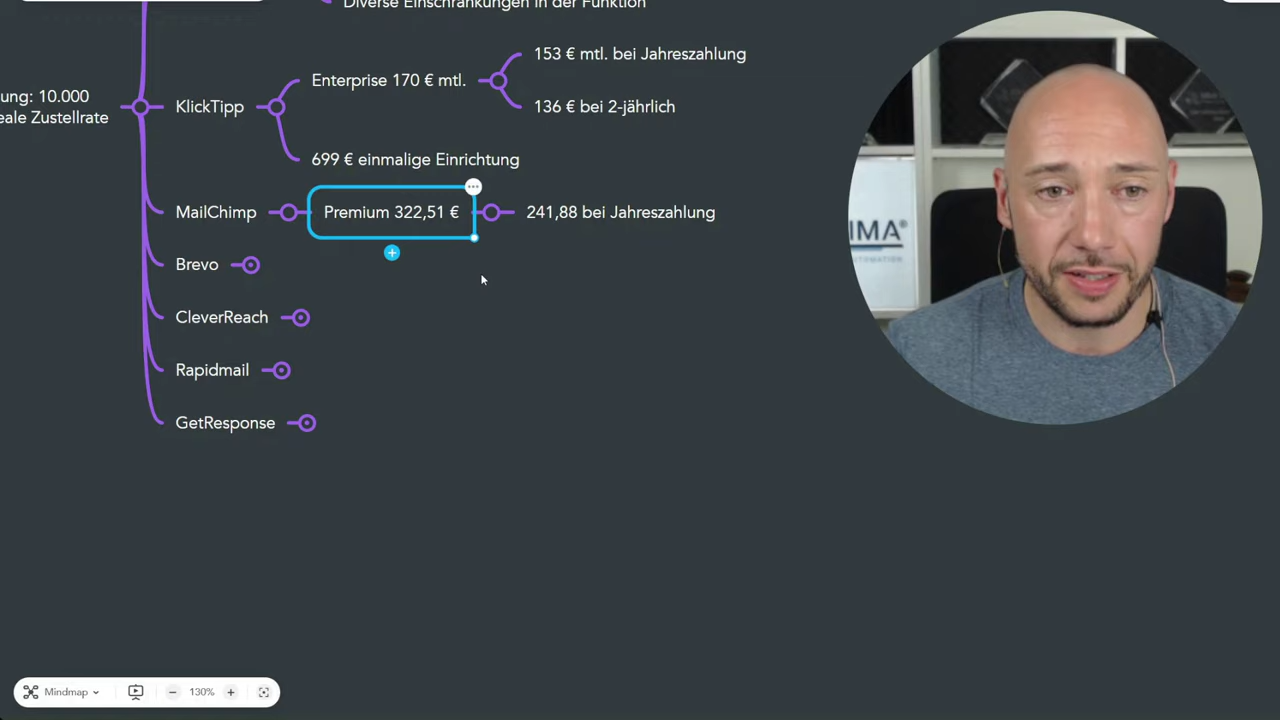 Diverse Einschränkungen in der Funktion
153 € mtl. bei Jahreszahlung
Enterprise 170 € mtl.
ung: 10.000
eale Zustellrate
KlickTipp
136 € bei 2-jährlich
699 € einmalige Einrichtung
MailChimp
Premium 322,51 €
241,88 bei Jahreszahlung
Brevo
CleverReach
Rapidmail
GetResponse
IMA®
AUTOMATION
Mindmap
130%